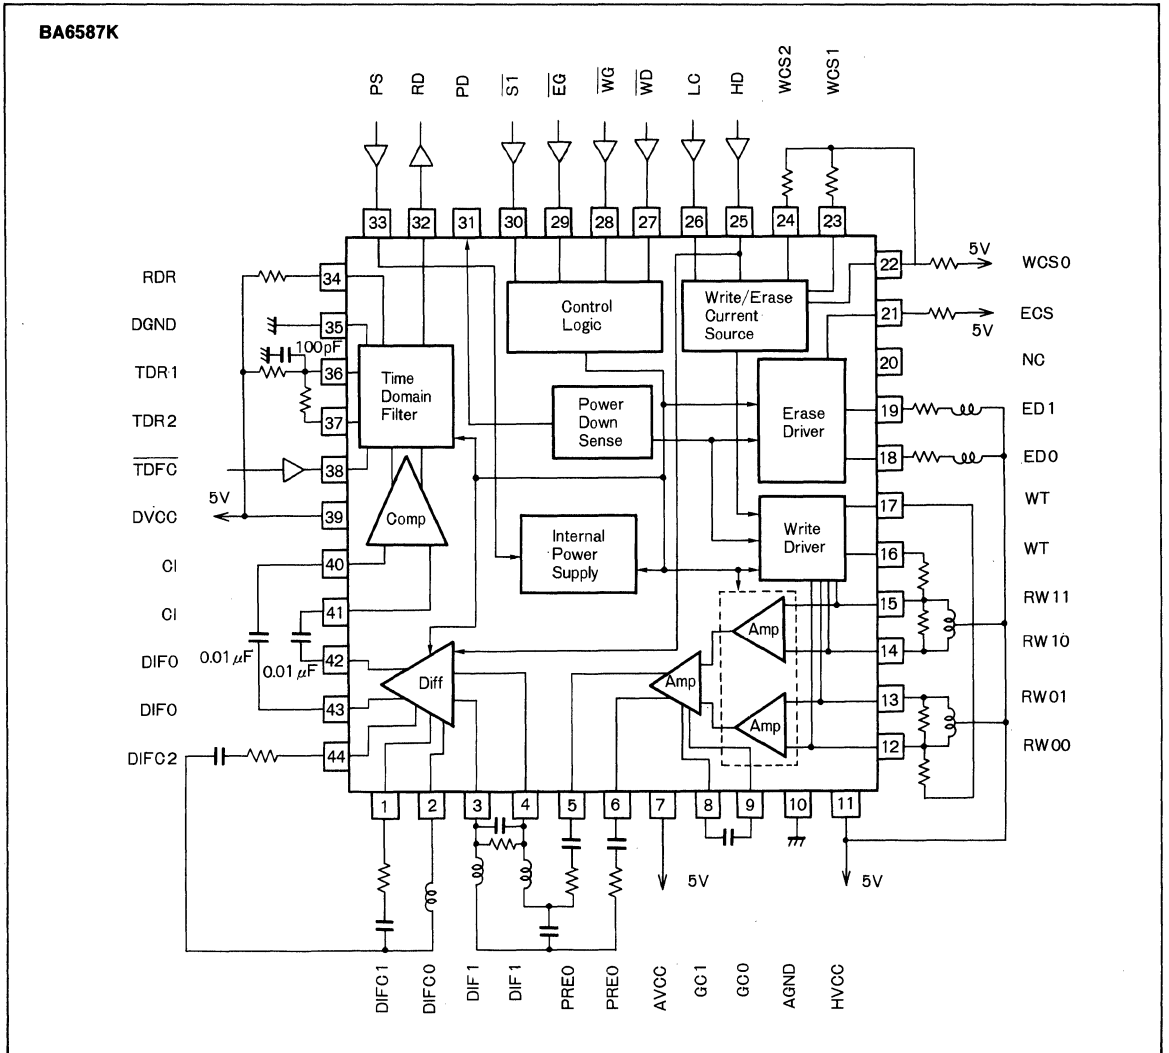 BA6587K
PS
RD
PD
S1
EG
WG
WD
LC
HD
WCS2
WCS1
33
32
31
30
29
28
27
26
25
24
23
RDR
34
DGND
35
100pF
TDR1
36
TDR2
37
TDFC
38
5V
DVCC
39
CI
40
CI
41
0.01μF
0.01μF
DIFO
42
DIFO
43
DIFC2
44
Time
Domain
Filter
Comp
Diff
Control
Logic
Write/Erase
Current
Source
Power
Down
Sense
Erase
Driver
Internal
Power
Supply
Write
Driver
Amp
Amp
Amp
22
5V
WCS0
21
5V
ECS
20
NC
19
ED1
18
ED0
17
WT
16
WT
15
RW11
14
RW10
13
RW01
12
RW00
1
2
3
4
5
6
7
8
9
10
11
5V
5V
DIFC1
DIFC0
DIF1
DIF1
PREO
PREO
AVCC
GC1
GC0
AGND
HVCC